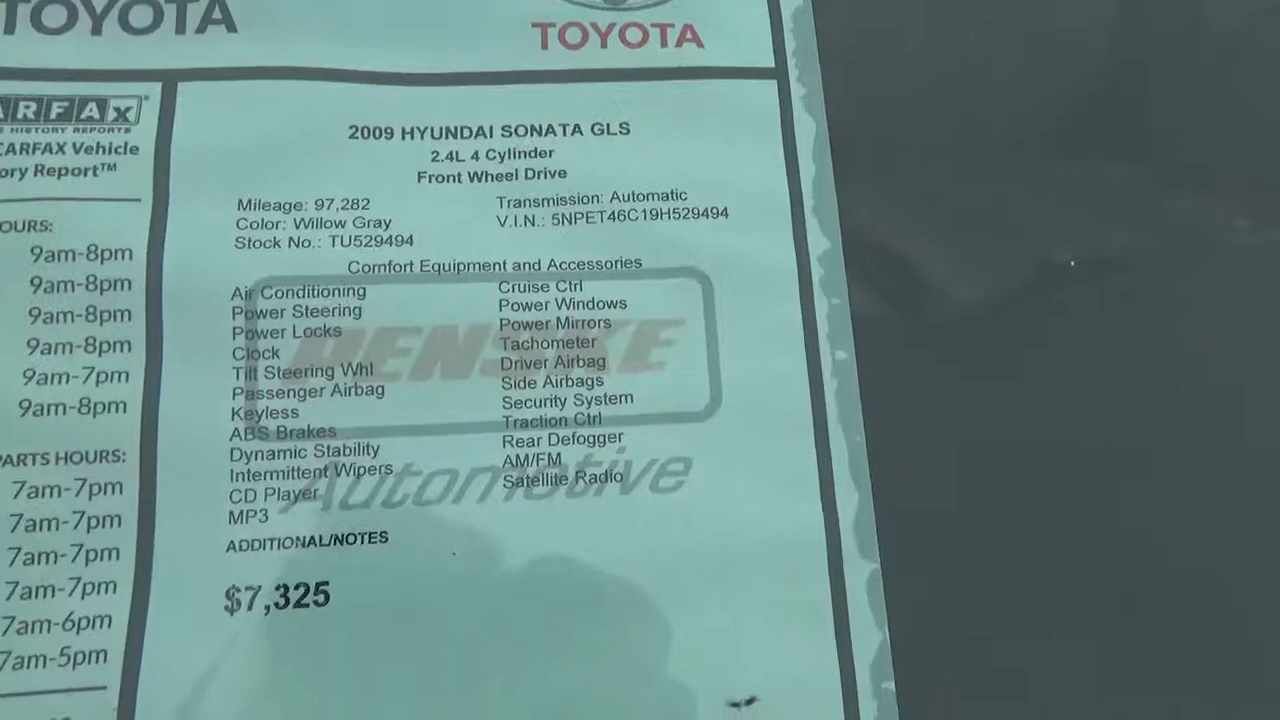 TOYOTA
TOYOTA
ARFAX
HISTORY REPORTS
CARFAX Vehicle
ory Report™
OURS:
9am-8pm
9am-8pm
9am-8pm
9am-8pm
9am-7pm
9am-8pm
PARTS HOURS:
7am-7pm
7am-7pm
7am-7pm
7am-7pm
7am-6pm
7am-5pm
2009 HYUNDAI SONATA GLS
2.4L 4 Cylinder
Front Wheel Drive
Mileage: 97,282
Color: Willow Gray
Stock No.: TU529494
Transmission: Automatic
V.I.N.: 5NPET46C19H529494
Comfort Equipment and Accessories
Air Conditioning
Power Steering
Power Locks
Clock
Tilt Steering Whl
Passenger Airbag
Keyless
ABS Brakes
Dynamic Stability
Intermittent Wipers
CD Player
MP3
Cruise Ctrl
Power Windows
Power Mirrors
Tachometer
Driver Airbag
Side Airbags
Security System
Traction Ctrl
Rear Defogger
AM/FM
Satellite Radio
PENSKE
Automotive
ADDITIONAL/NOTES
$7,325